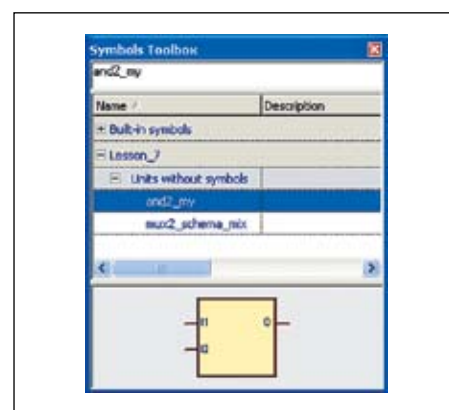 Symbols Toolbox
and2_my
Name / Description
+ Built-in symbols
- Lesson_7
- Units without symbols
and2_my
mux2_schema_mix
I1 O
I2